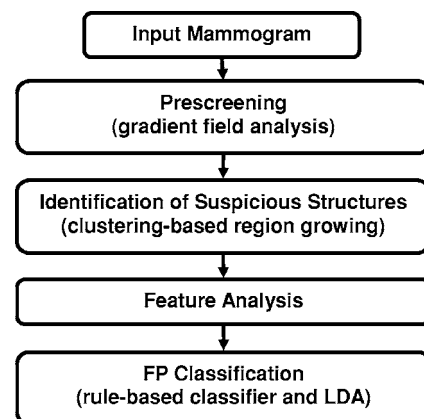 Input Mammogram
Prescreening
(gradient field analysis)
Identification of Suspicious Structures
(clustering-based region growing)
Feature Analysis
FP Classification
(rule-based classifier and LDA)